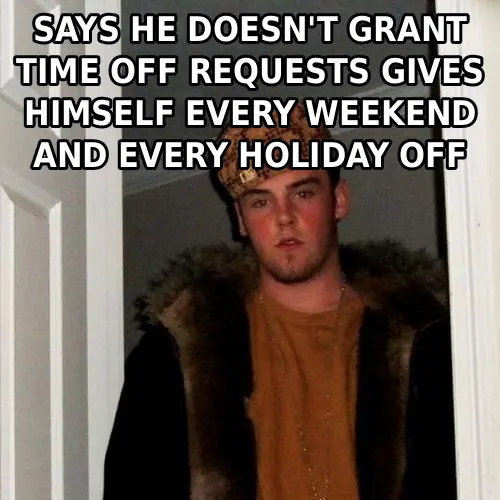 SAYS HE DOESN'T GRANT
TIME OFF REQUESTS GIVES
HIMSELF EVERY WEEKEND
AND EVERY HOLIDAY OFF